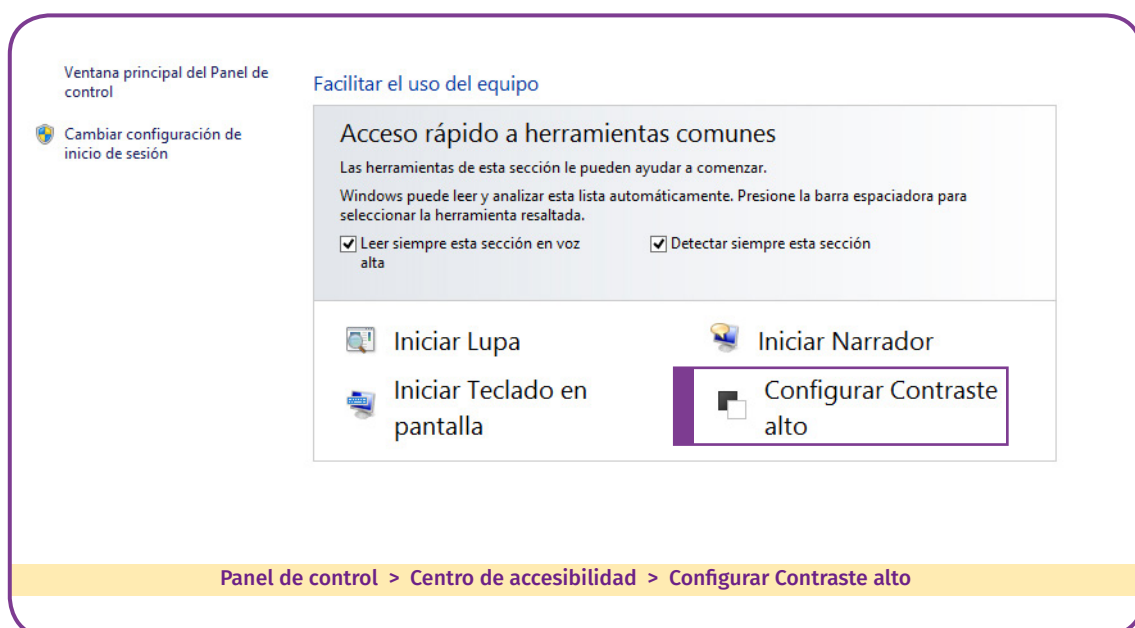 Ventana principal del Panel de
control
Cambiar configuración de
inicio de sesión
Facilitar el uso del equipo
Acceso rápido a herramientas comunes
Las herramientas de esta sección le pueden ayudar a comenzar.
Windows puede leer y analizar esta lista automáticamente. Presione la barra espaciadora para
seleccionar la herramienta resaltada.
Leer siempre esta sección en voz
alta
Detectar siempre esta sección
Iniciar Lupa
Iniciar Narrador
Iniciar Teclado en
pantalla
Configurar Contraste
alto
Panel de control > Centro de accesibilidad > Configurar Contraste alto